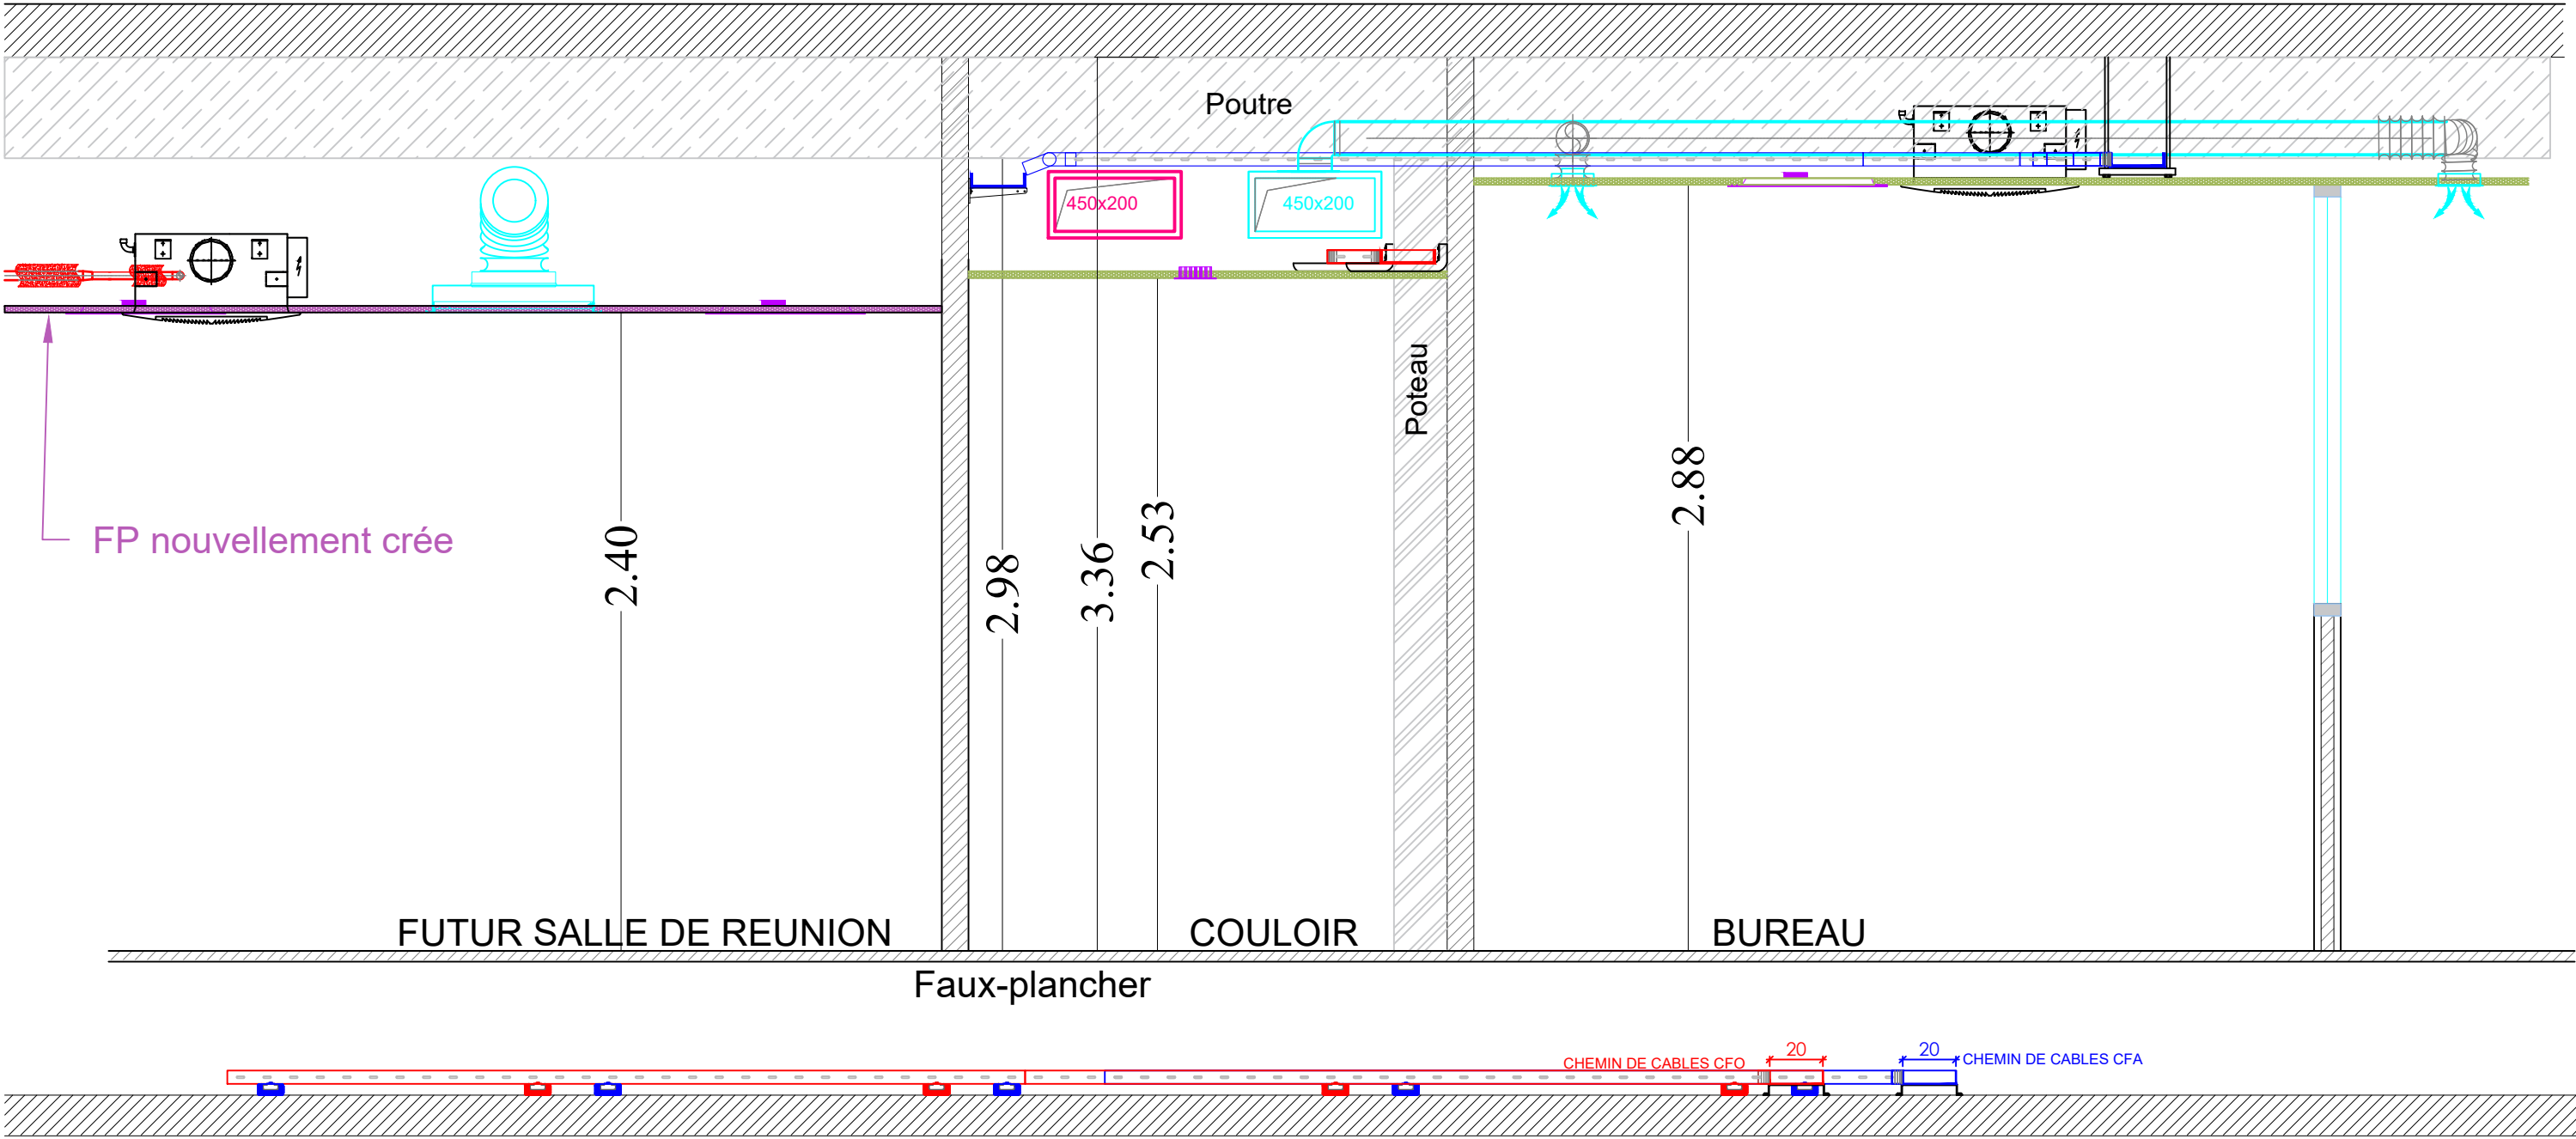 Poutre
450x200
450x200
Poteau
FP nouvellement crée
2.40
2.98
3.36
2.53
2.88
FUTUR SALLE DE REUNION
COULOIR
BUREAU
Faux-plancher
CHEMIN DE CABLES CFO
20
20
CHEMIN DE CABLES CFA